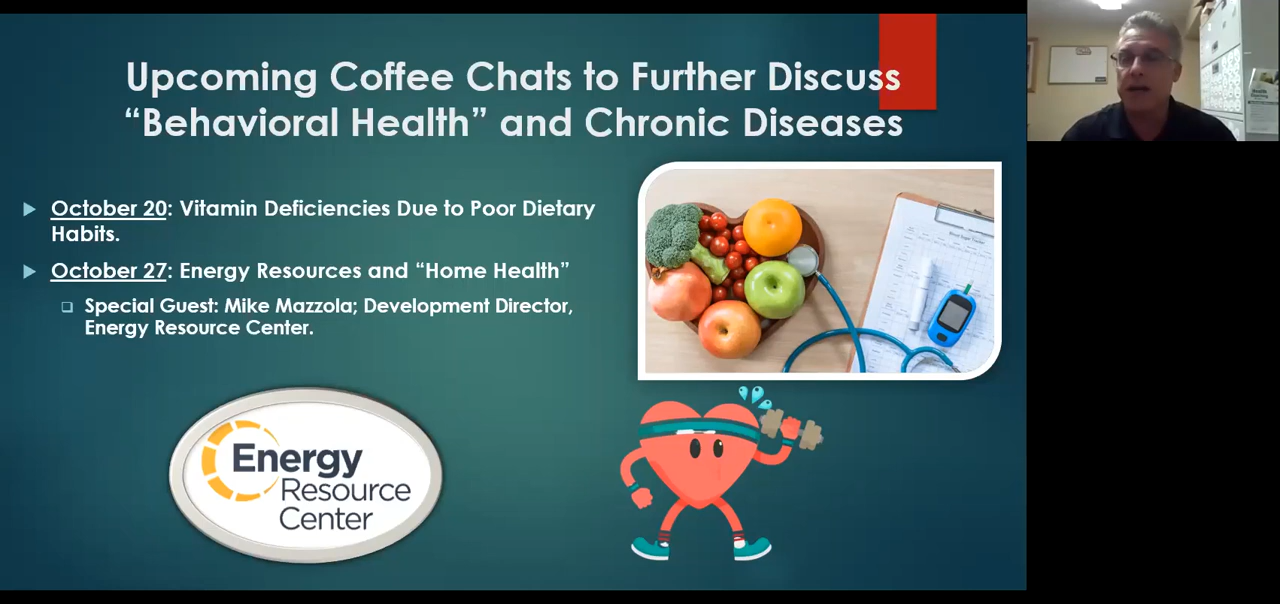 Upcoming Coffee Chats to Further Discuss
“Behavioral Health” and Chronic Diseases
October 20: Vitamin Deficiencies Due to Poor Dietary
Habits.
October 27: Energy Resources and “Home Health”
Special Guest: Mike Mazzola; Development Director,
Energy Resource Center.
Energy
Resource
Center